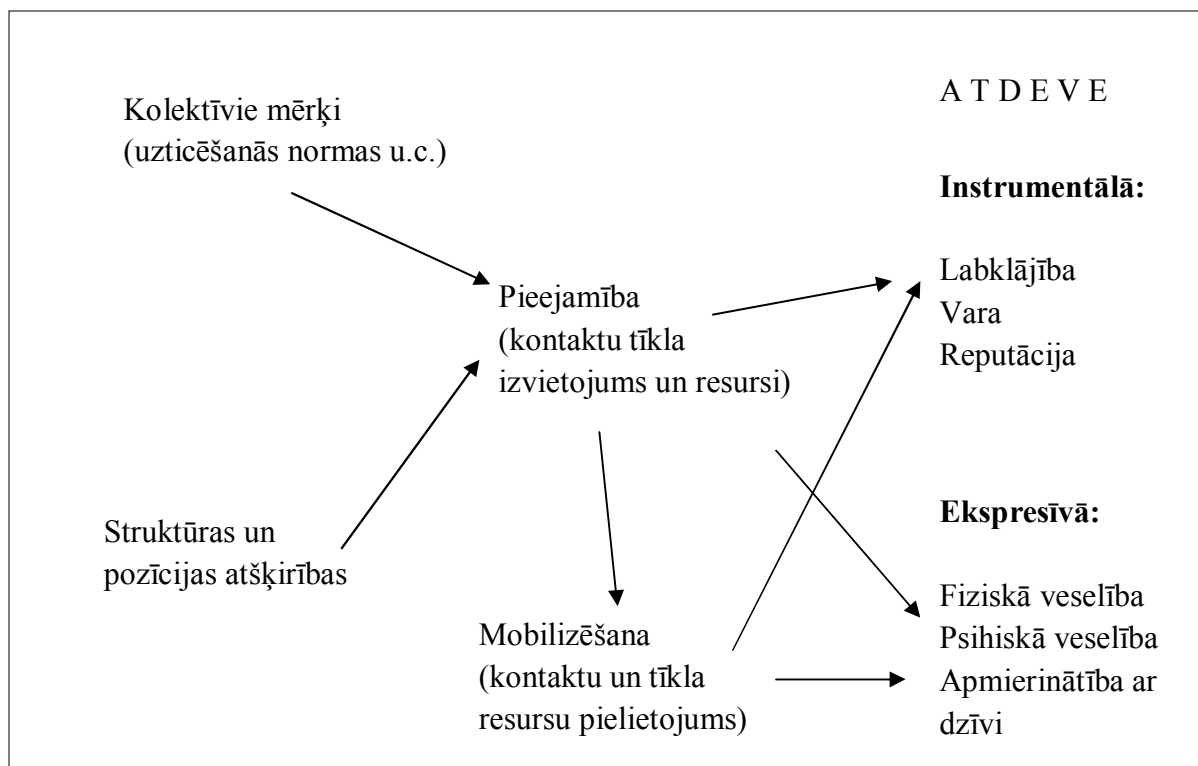 Kolektīvie mērķi
(uzticēšanās normas u.c.)
Struktūras un
pozīcijas atšķirības
Pieejamība
(kontaktu tīkla
izvietojums un resursi)
Mobilizēšana
(kontaktu un tīkla
resursu pielietojums)
A T D E V E
Instrumentālā:
Labklājība
Vara
Reputācija
Ekspresīvā:
Fiziskā veselība
Psihiskā veselība
Apmierinātība ar
dzīvi